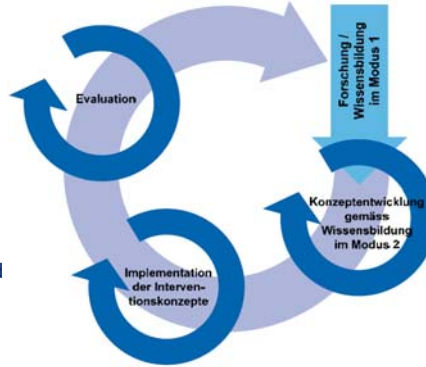 Evaluation
Forschung /
Wissensbildung
im Modus 1
Konzeptentwicklung
gemäss
Wissensbildung
im Modus 2
Implementation
der Interven-
tionskonzepte